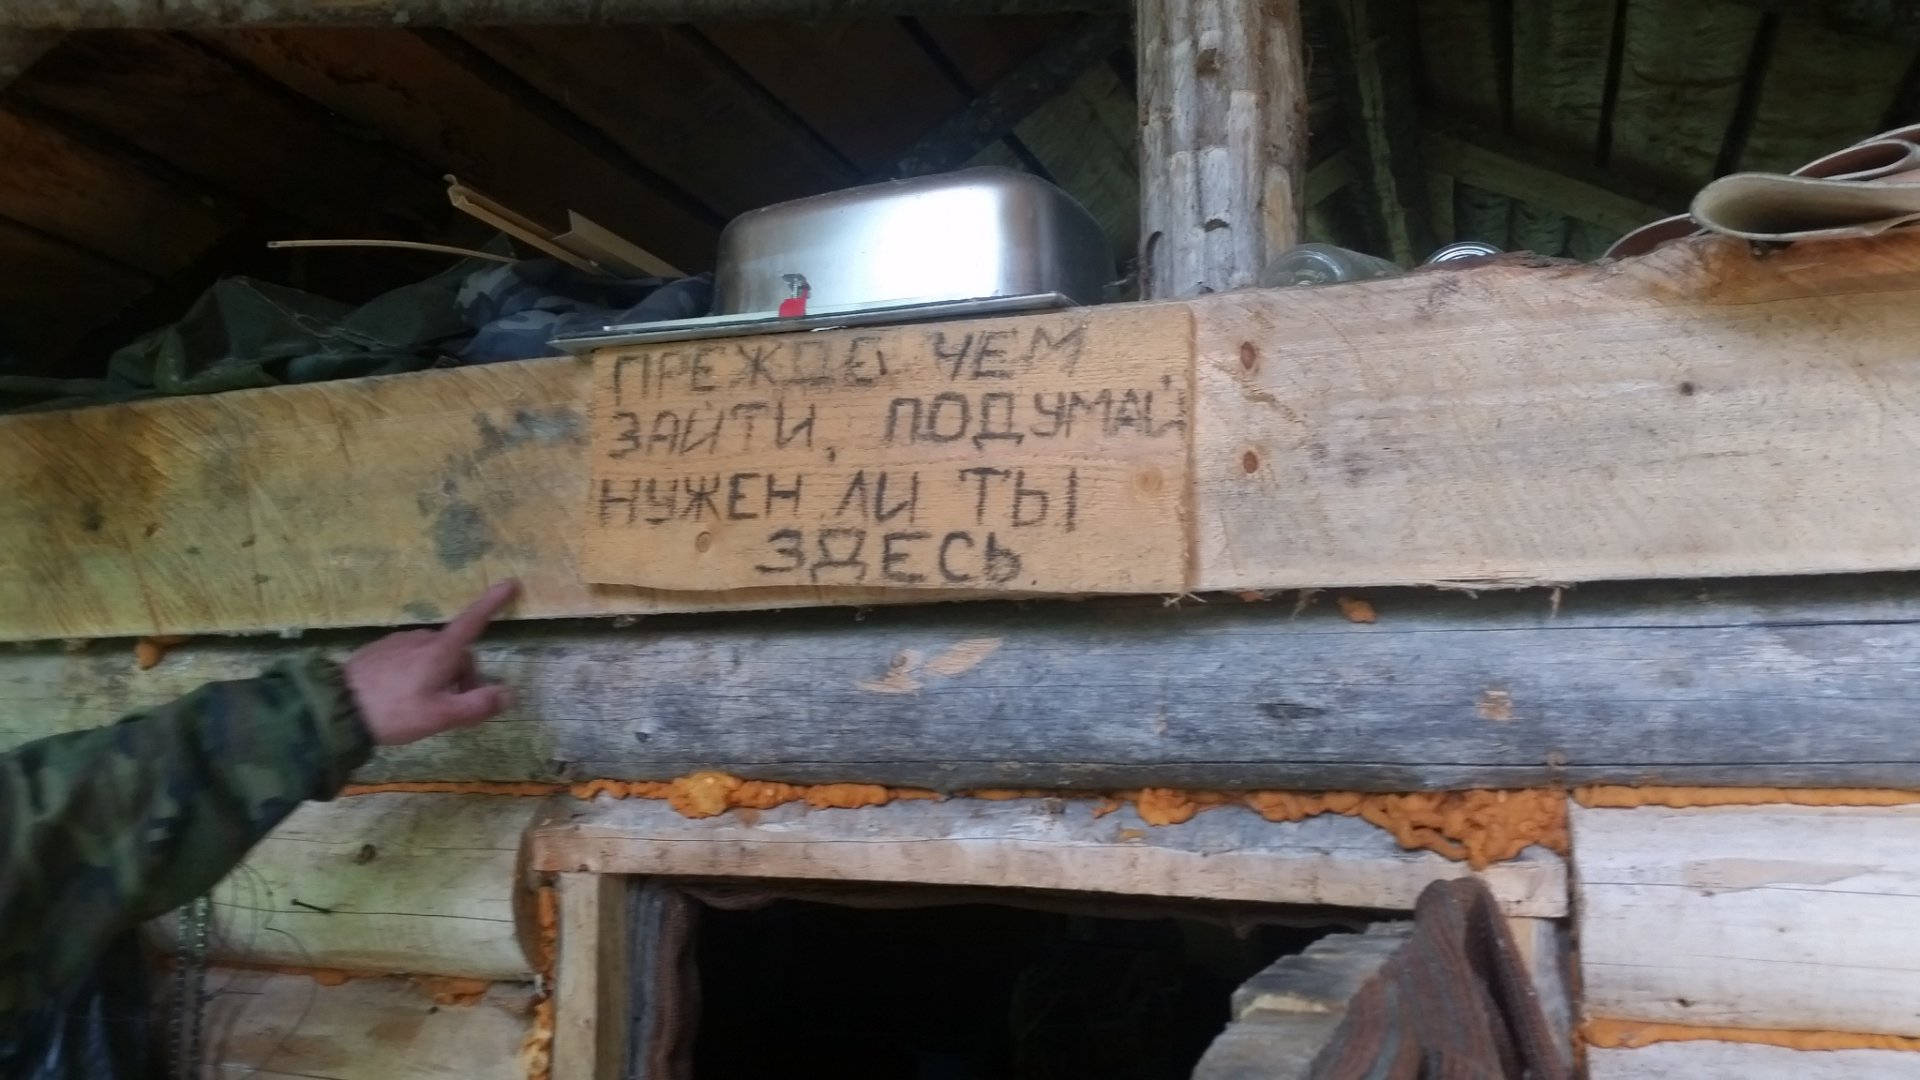 ПРЕЖДЕ ЧЕМ
ЗАЙТИ, ПОДУМАЙ
НУЖЕН ЛИ ТЫ
ЗДЕСЬ.